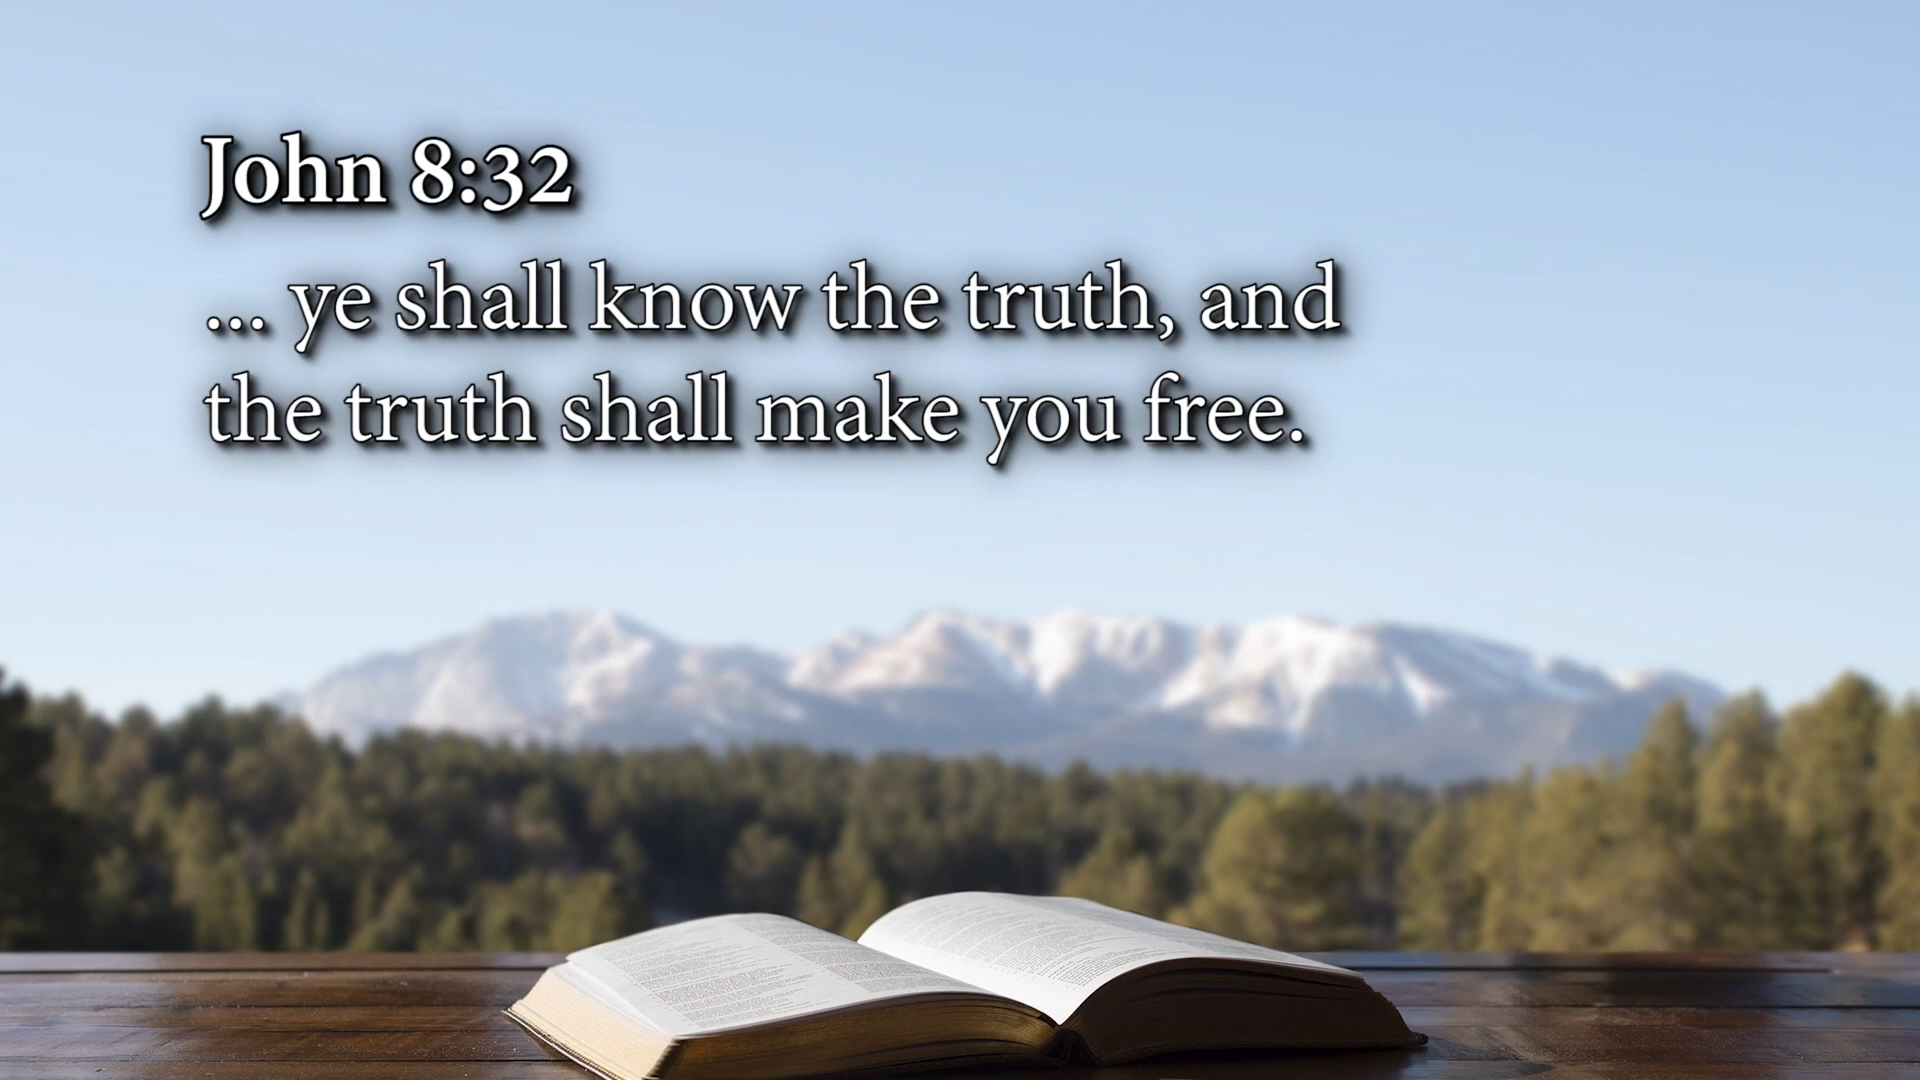 John 8:32
... ye shall know the truth, and
the truth shall make you free.